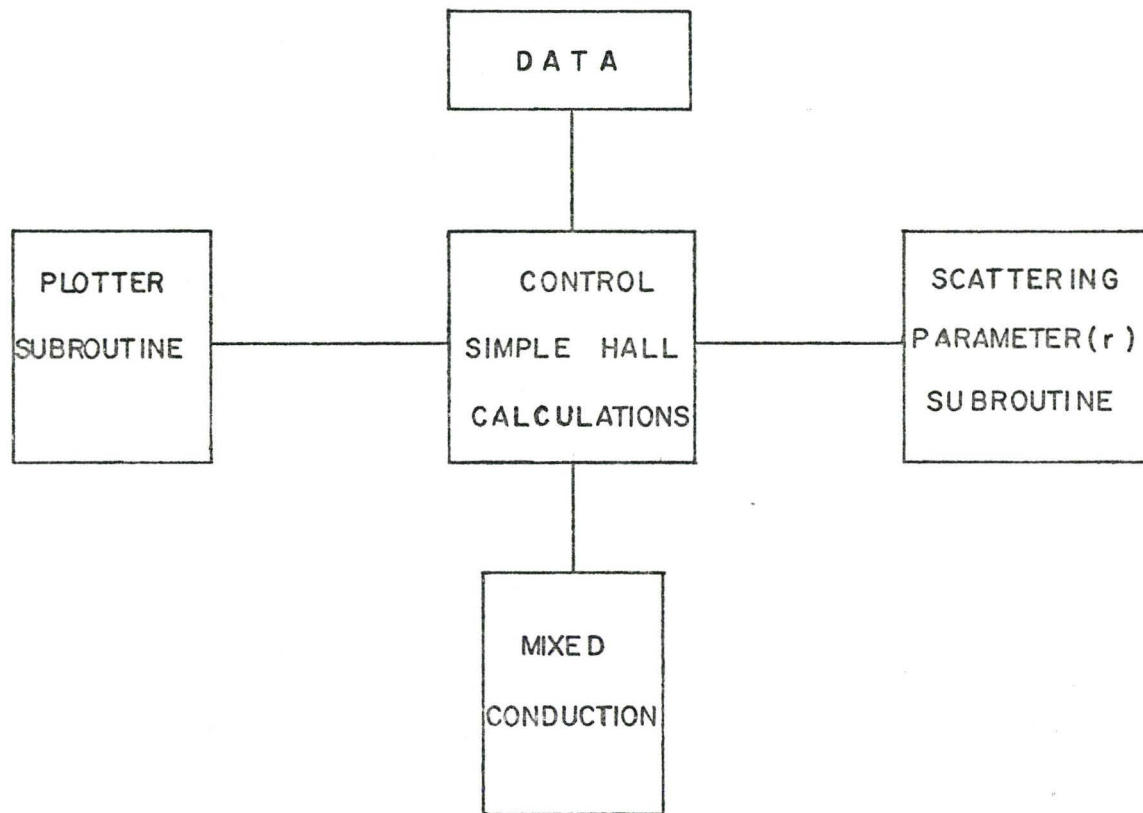 DATA
PLOTTER
SUBROUTINE
CONTROL
SIMPLE HALL
CALCULATIONS
SCATTERING
PARAMETER(r)
SUBROUTINE
MIXED
CONDUCTION